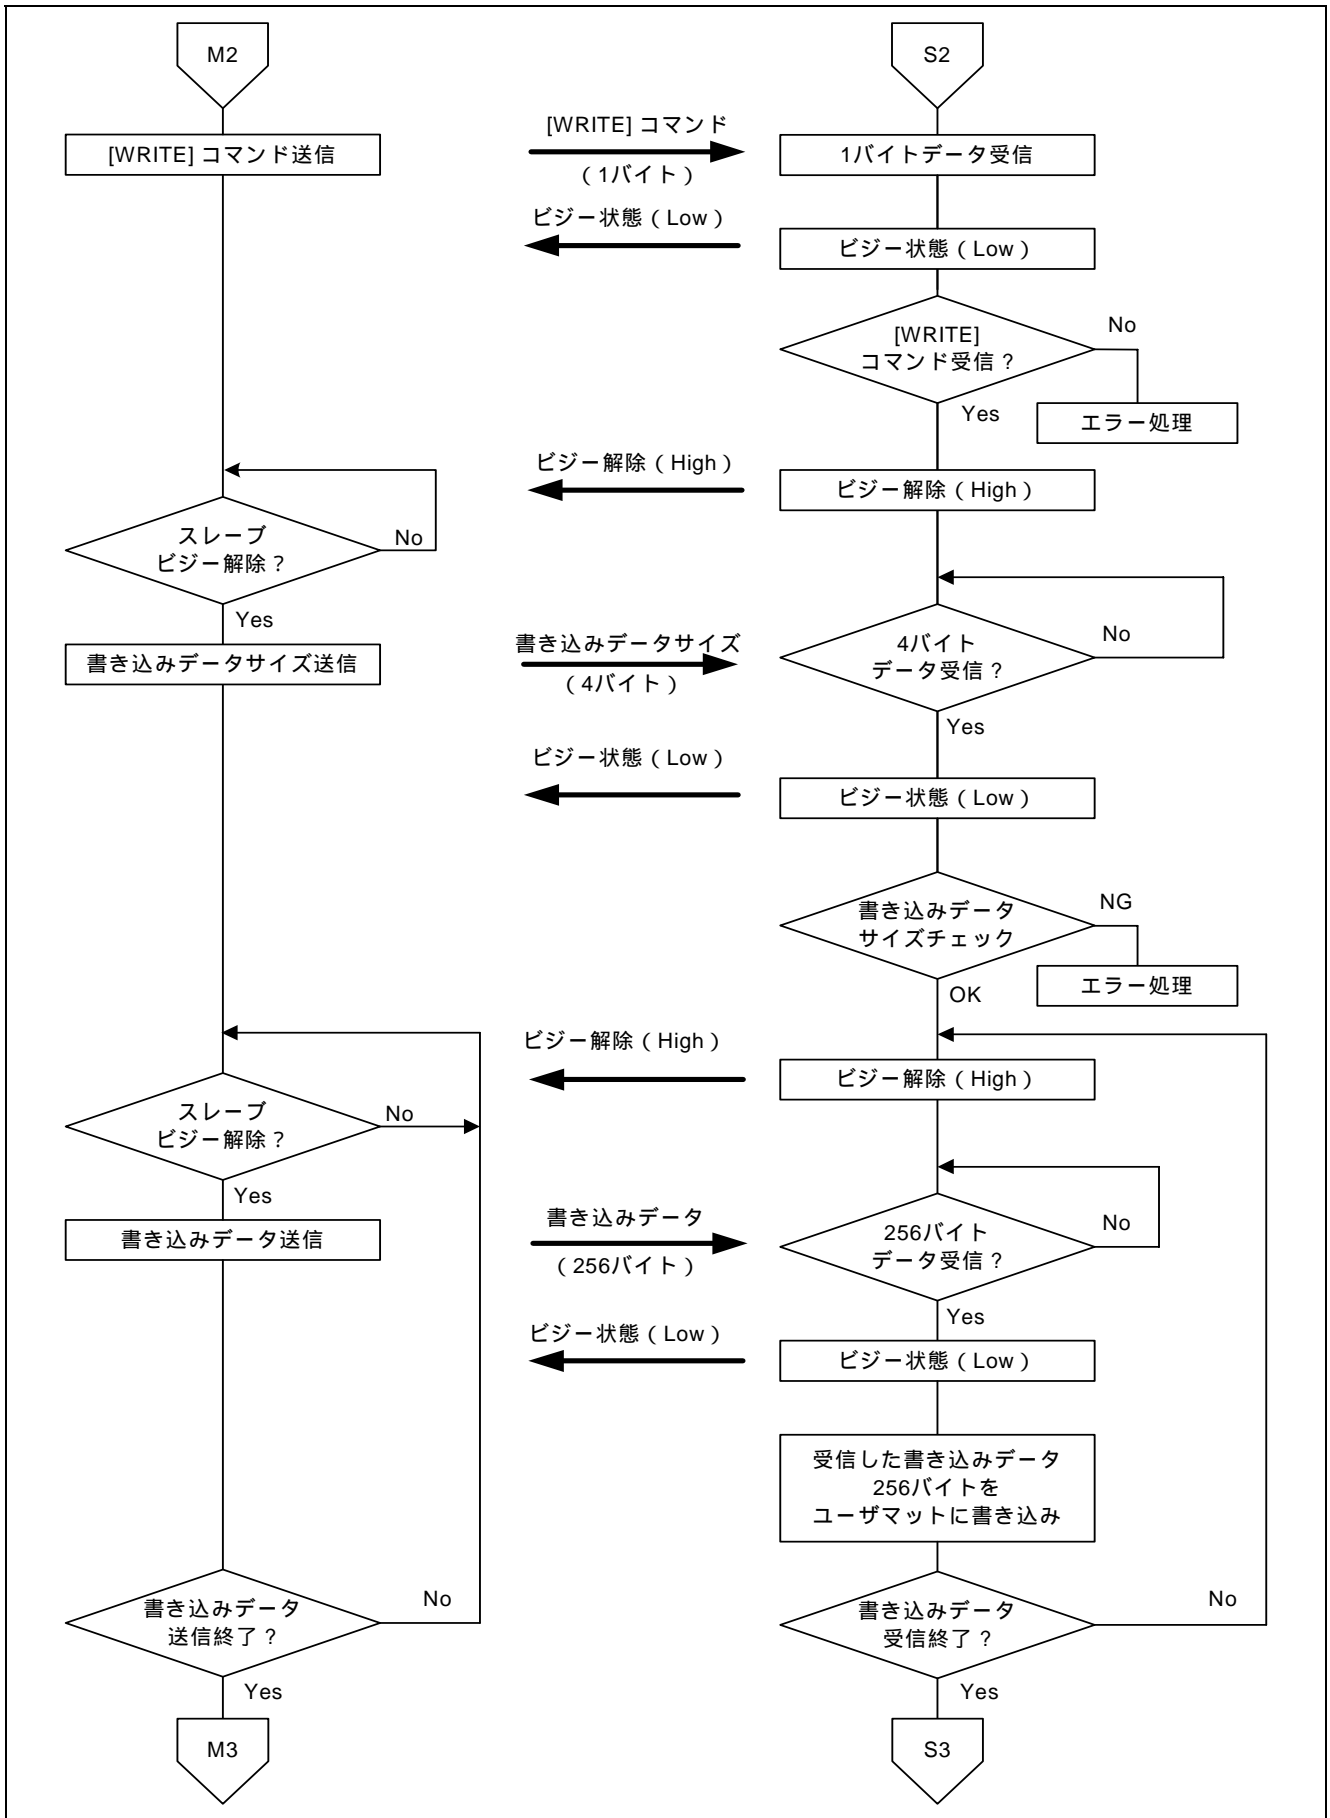 M2
S2
[WRITE] コマンド送信
[WRITE] コマンド
(1バイト)
1バイトデータ受信
ビジー状態(Low)
ビジー状態(Low)
[WRITE]
コマンド受信?
No
Yes
エラー処理
ビジー解除(High)
ビジー解除(High)
スレーブ
ビジー解除?
No
Yes
書き込みデータサイズ送信
書き込みデータサイズ
(4バイト)
4バイト
データ受信?
No
Yes
ビジー状態(Low)
ビジー状態(Low)
書き込みデータ
サイズチェック
NG
OK
エラー処理
ビジー解除(High)
ビジー解除(High)
スレーブ
ビジー解除?
No
Yes
書き込みデータ送信
書き込みデータ
(256バイト)
256バイト
データ受信?
No
Yes
ビジー状態(Low)
ビジー状態(Low)
受信した書き込みデータ
256バイトを
ユーザマットに書き込み
書き込みデータ
送信終了?
No
Yes
書き込みデータ
受信終了?
No
Yes
M3
S3